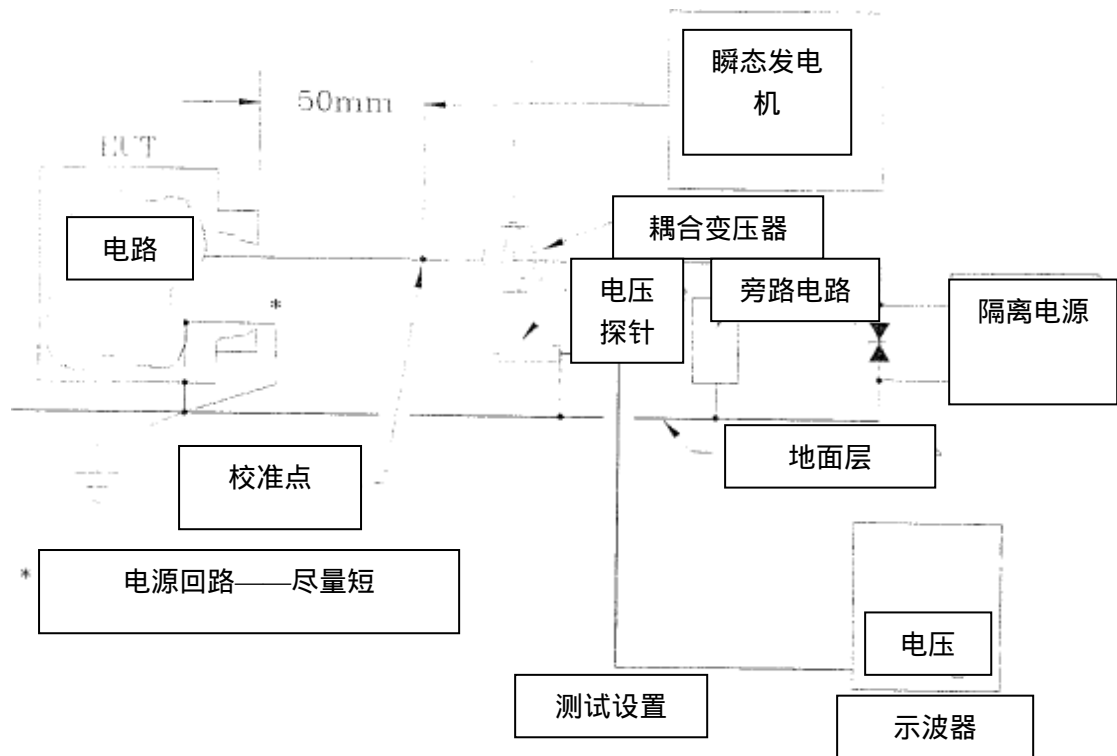 瞬态发电
机
50mm
EUT
电路
耦合变压器
电压
探针
旁路电路
隔离电源
*
校准点
地面层
* 电源回路——尽量短
电压
测试设置
示波器